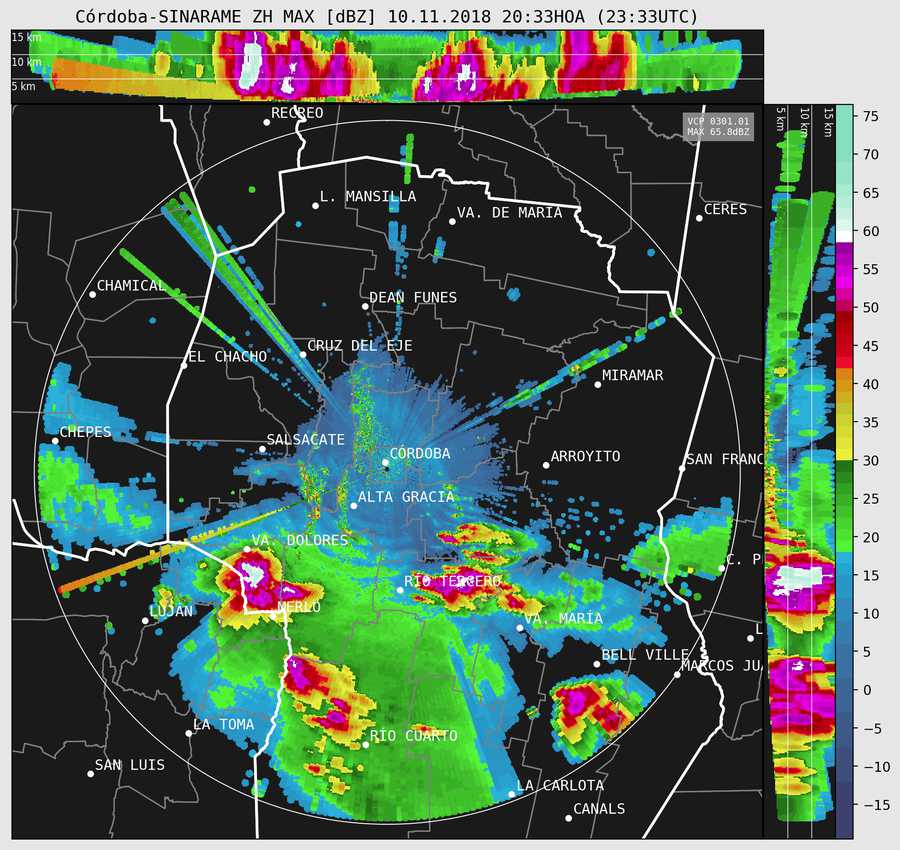 Córdoba-SINARAME ZH MAX [dBZ] 10.11.2018 20:33HOA (23:33UTC)
15 km
10 km
5 km
RECREO
VCP 0301.01
MAX 65.8dBZ
5 km
10 km
15 km
75
70
65
60
55
50
45
40
35
30
25
20
15
10
5
0
−5
−10
−15
L. MANSILLA
VA. DE MARIA
CERES
CHAMICAL
DEAN FUNES
CRUZ DEL EJE
EL CHACHO
MIRAMAR
CHEPES
SALSACATE
CÓRDOBA
ARROYITO
SAN FRANC
ALTA GRACIA
VA. DOLORES
C. P
RÍO TERCERO
LUJÁN
MERLO
VA. MARÍA
L
BELL VILLE
MARCOS JU
LA TOMA
RÍO CUARTO
SAN LUIS
LA CARLOTA
CANALS